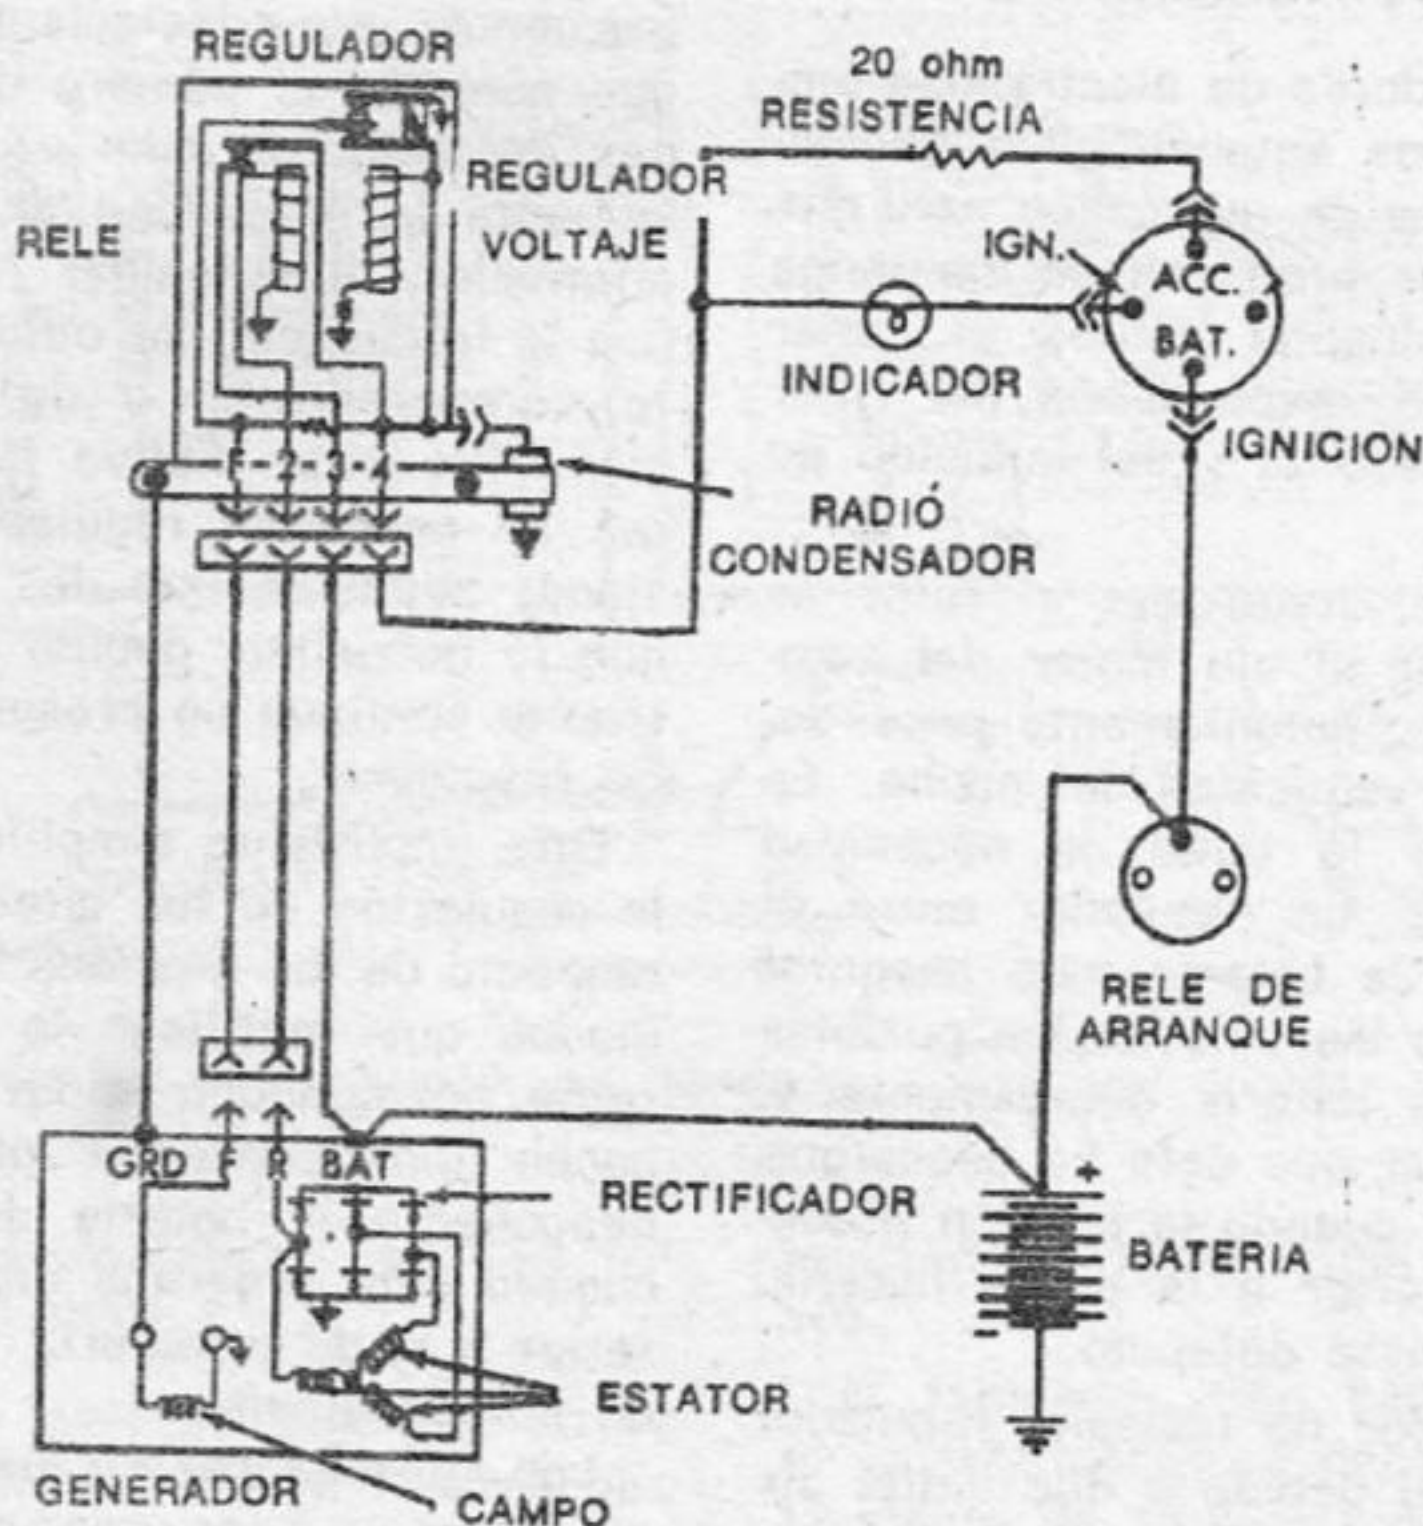 REGULADOR
20 ohm
RESISTENCIA
REGULADOR
VOLTAJE
RELE
IGN.
ACC.
BAT.
INDICADOR
IGNICION
1-2-3-4
RADIÓ
CONDENSADOR
RELE DE
ARRANQUE
GRD F R BAT
RECTIFICADOR
+
BATERIA
-
ESTATOR
GENERADOR
CAMPO